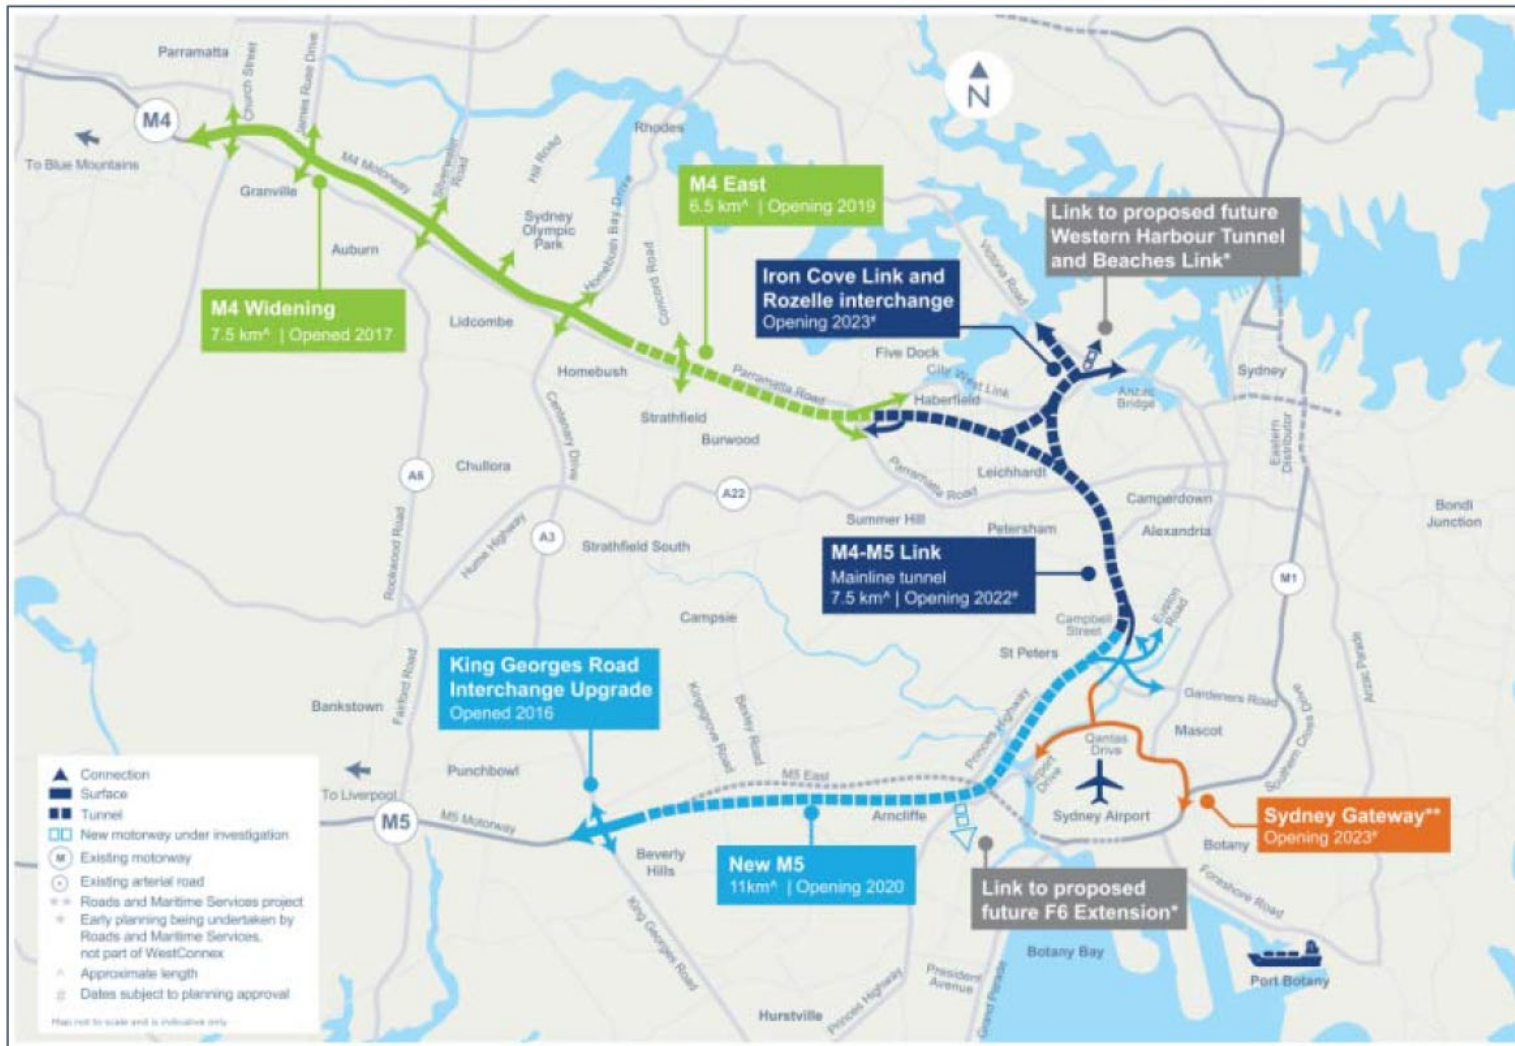 Parramatta
Church Street
James Ruse Drive
M4
To Blue Mountains
M4 Motorway
Silverwater
Road
Hill Road
Rhodes
Granville
Auburn
Sydney
Olympic
Park
Homebush Bay Drive
Concord Road
M4 East
6.5 km^ | Opening 2019
N
Link to proposed future
Western Harbour Tunnel
and Beaches Link*
Victoria Road
Iron Cove Link and
Rozelle interchange
Opening 2023#
M4 Widening
7.5 km^ | Opened 2017
Lidcombe
Homebush
Parramatta Road
Five Dock
City West Link
Haberfield
Anzac
Bridge
Sydney
Eastern
Distributor
Strathfield
Burwood
Centenary Drive
Chullora
A6
A22
A3
Parramatta Road
Leichhardt
Camperdown
Alexandria
Bondi
Junction
Summer Hill
Petersham
Strathfield South
Rookwood Road
Hume Highway
M4-M5 Link
Mainline tunnel
7.5 km^ | Opening 2022#
M1
Campsie
Campbell
Street
Euston
Road
St Peters
Anzac Parade
King Georges Road
Interchange Upgrade
Opened 2016
Bankstown
Fairford Road
Kingsgrove Road
Bexley Road
Princes Highway
Gardeners Road
Mascot
Southern Cross Drive
Qantas
Drive
Airport
Drive
Punchbowl
To Liverpool
M5
M5 Motorway
M5 East
Arncliffe
Sydney Airport
Sydney Gateway**
Opening 2023#
Botany
Foreshore Road
Beverly
Hills
New M5
11km^ | Opening 2020
Link to proposed
future F6 Extension*
King Georges Road
Botany Bay
Port Botany
President
Avenue
Grand Parade
Princes Highway
Hurstville
Connection
Surface
Tunnel
New motorway under investigation
M Existing motorway
Existing arterial road
** Roads and Maritime Services project
* Early planning being undertaken by
Roads and Maritime Services,
not part of WestConnex
^ Approximate length
# Dates subject to planning approval
Map not to scale and is indicative only